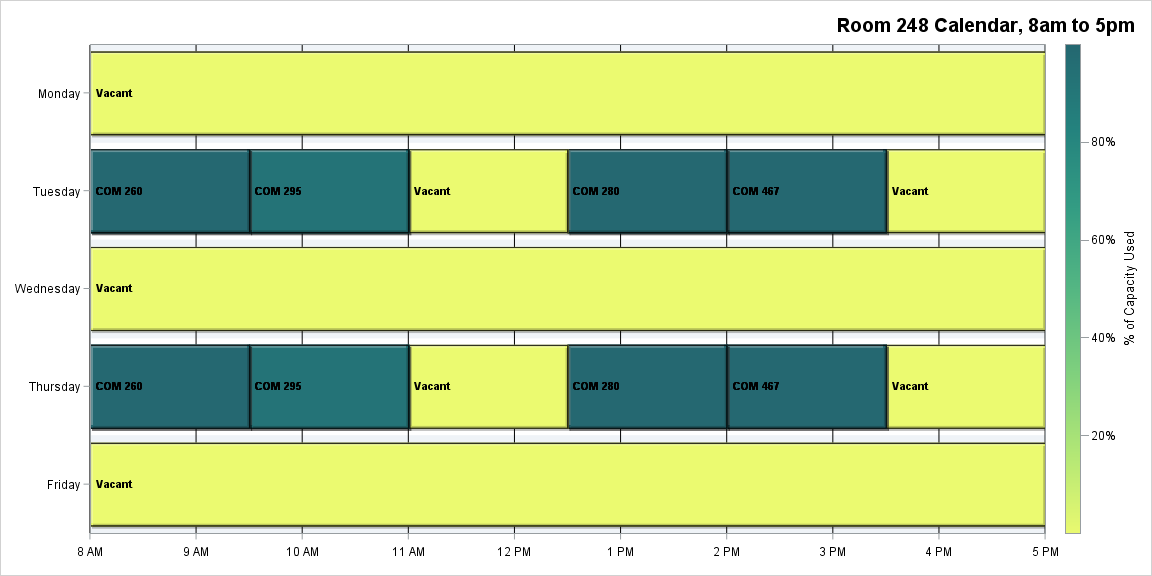 Room 248 Calendar, 8am to 5pm
Monday
Vacant
80%
Tuesday
COM 260
COM 295
Vacant
COM 280
COM 467
Vacant
60%
% of Capacity Used
Wednesday
Vacant
40%
Thursday
COM 260
COM 295
Vacant
COM 280
COM 467
Vacant
20%
Friday
Vacant
8 AM
9 AM
10 AM
11 AM
12 PM
1 PM
2 PM
3 PM
4 PM
5 PM